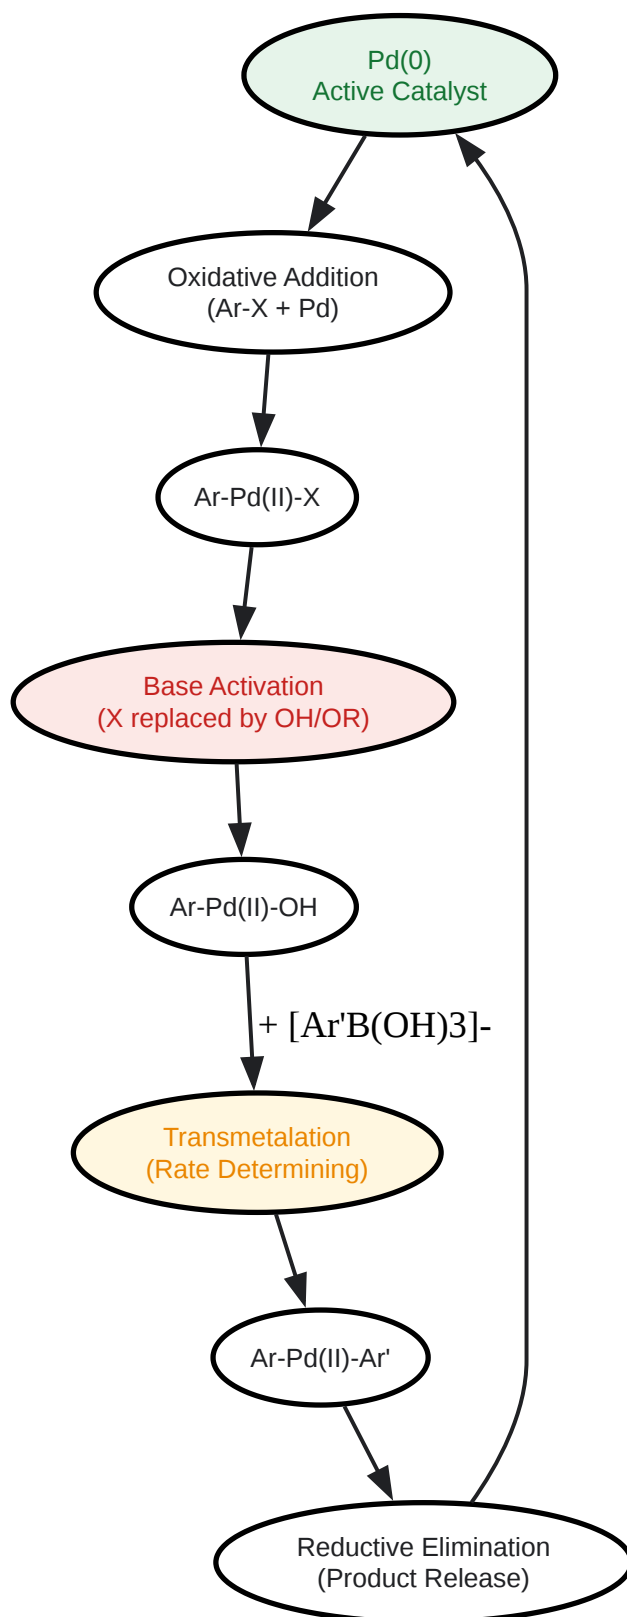 Pd(0)
Active Catalyst
Oxidative Addition
(Ar-X + Pd)
Ar-Pd(II)-X
Base Activation
(X replaced by OH/OR)
Ar-Pd(II)-OH
+ [Ar'B(OH)3]-
Transmetalation
(Rate Determining)
Ar-Pd(II)-Ar'
Reductive Elimination
(Product Release)